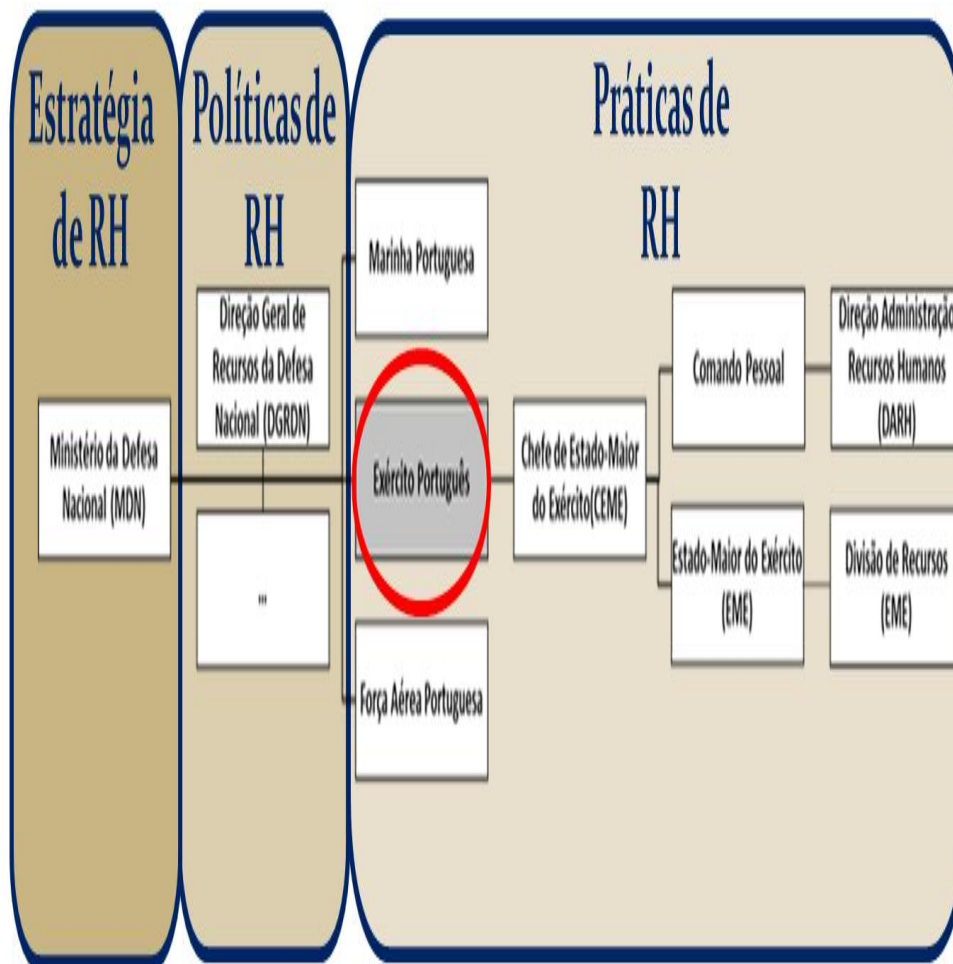 Estratégia
de RH
Políticas de
RH
Práticas de
RH
Ministério da Defesa
Nacional (MDN)
Direção Geral de
Recursos da Defesa
Nacional (DGRDN)
...
Marinha Portuguesa
Exército Português
Força Aérea Portuguesa
Chefe de Estado-Maior
do Exército(CEME)
Comando Pessoal
Estado-Maior do Exército
(EME)
Direção Administração
Recursos Humanos
(DARH)
Divisão de Recursos
(EME)